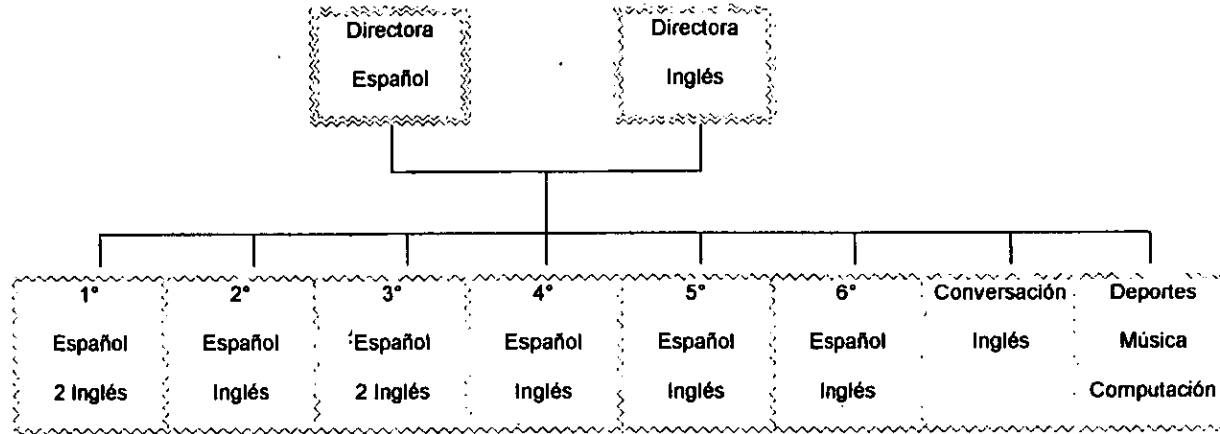 Directora
Español
Directora
Inglés
1°
Español
2 Inglés
2°
Español
Inglés
3°
Español
2 Inglés
4°
Español
Inglés
5°
Español
Inglés
6°
Español
Inglés
Conversación
Inglés
Deportes
Música
Computación